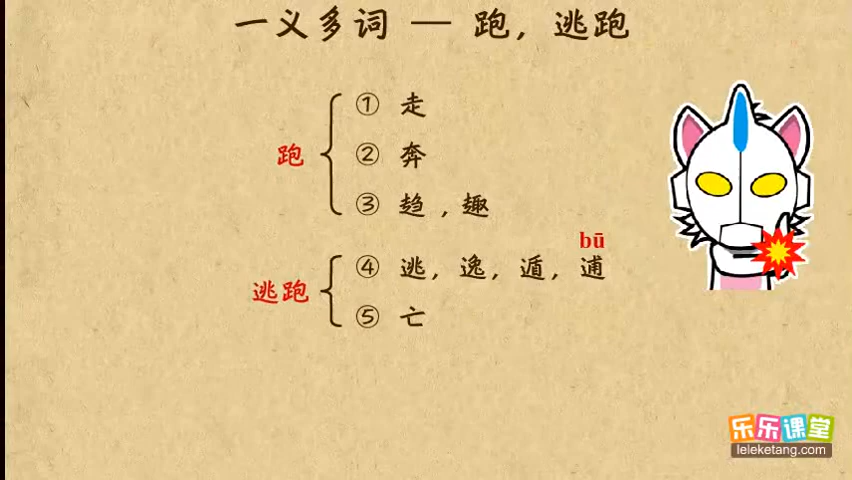 一义多词 — 跑，逃跑
跑
① 走
② 奔
③ 趋，趣
bū
逃跑
④ 逃，逸，遁，逋
⑤ 亡
乐乐课堂
leleketang.com